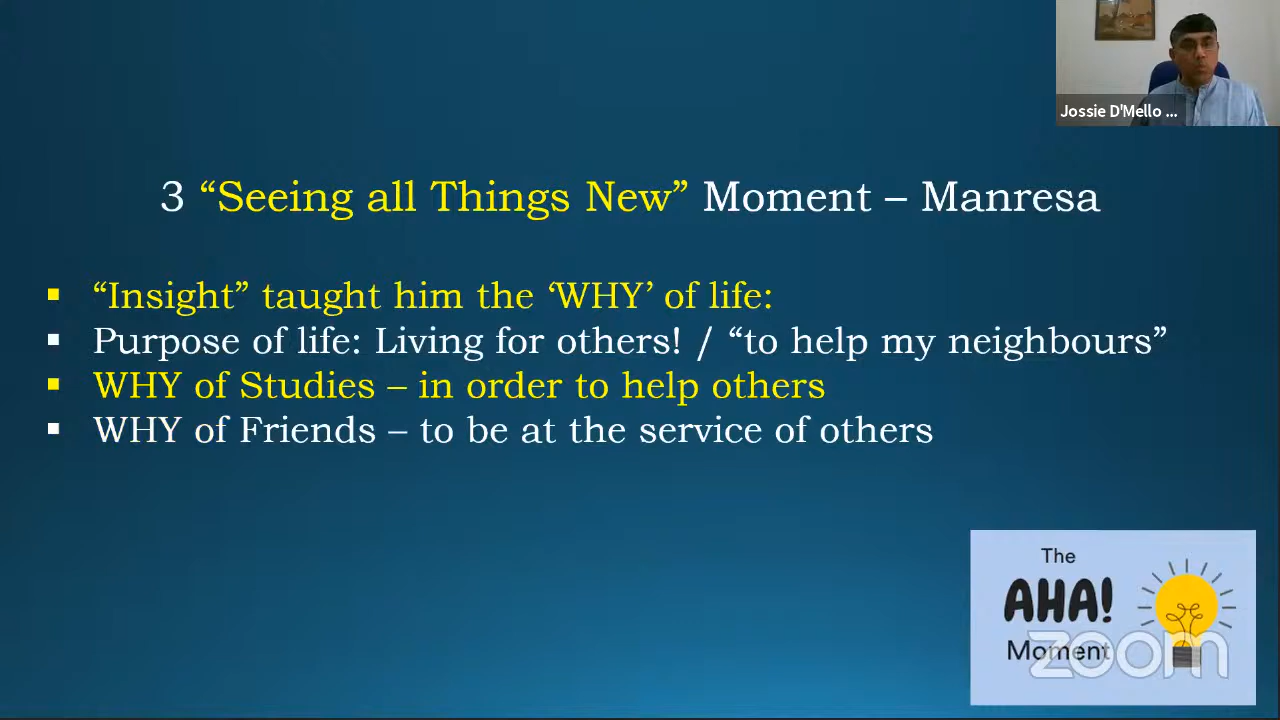 Jossie D'Mello ...
3 “Seeing all Things New” Moment – Manresa
▪ “Insight” taught him the ‘WHY’ of life:
▪ Purpose of life: Living for others! / “to help my neighbours”
▪ WHY of Studies – in order to help others
▪ WHY of Friends – to be at the service of others
The
AHA!
Moment
zoom